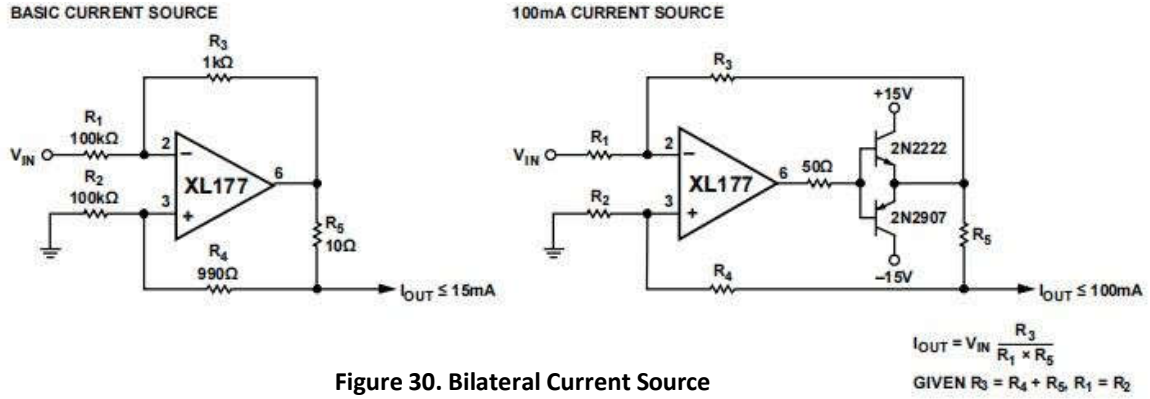 BASIC CURRENT SOURCE
R3
1kΩ
R1
100kΩ
VIN
2
−
XL177
6
R2
100kΩ
3
+
R5
10Ω
R4
990Ω
IOUT ≤ 15mA
100mA CURRENT SOURCE
R3
+15V
R1
VIN
2
−
2N2222
XL177
6
50Ω
R2
3
+
2N2907
R5
R4
−15V
IOUT ≤ 100mA
IOUT = VIN R3
R1 × R5
GIVEN R3 = R4 + R5, R1 = R2
Figure 30. Bilateral Current Source